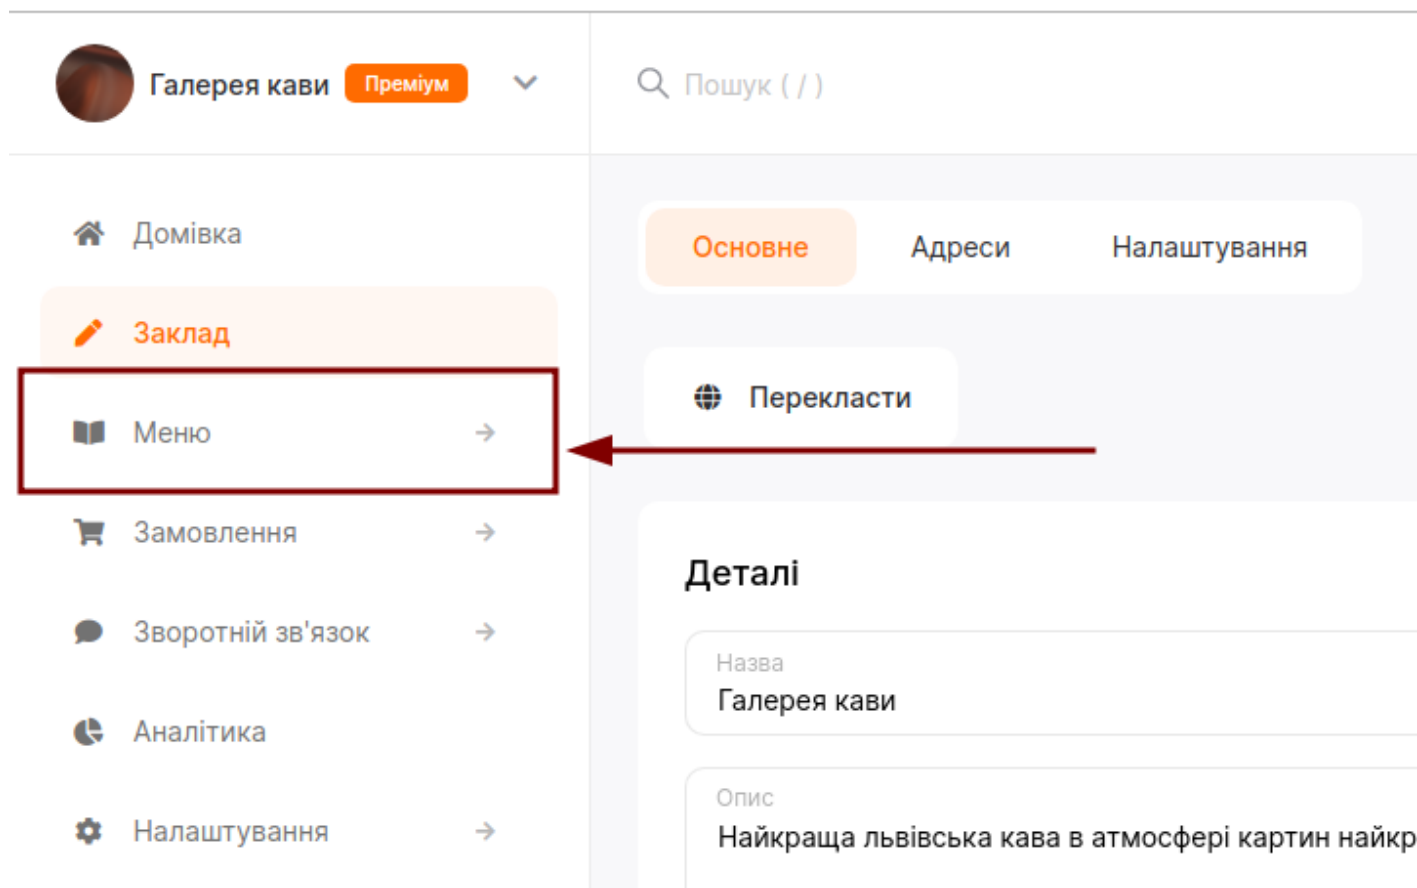 Галерея кави
Преміум
Пошук ( / )
Домівка
Заклад
Меню
Замовлення
Зворотній зв'язок
Аналітика
Налаштування
Основне
Адреси
Налаштування
Перекласти
Деталі
Назва
Галерея кави
Опис
Найкраща львівська кава в атмосфері картин найкр